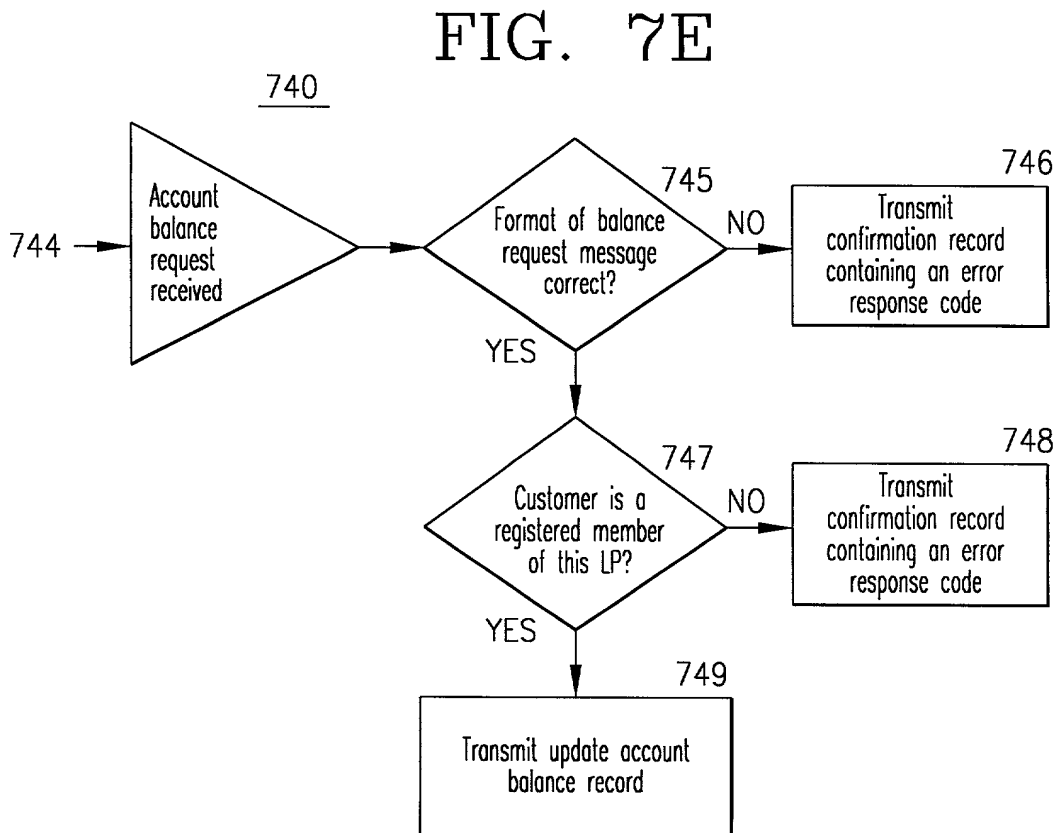 FIG. 7E
740
744
Account
balance
request
received
745
Format of balance
request message
correct?
NO
746
Transmit
confirmation record
containing an error
response code
YES
747
Customer is a
registered member
of this LP?
NO
748
Transmit
confirmation record
containing an error
response code
YES
749
Transmit update account
balance record